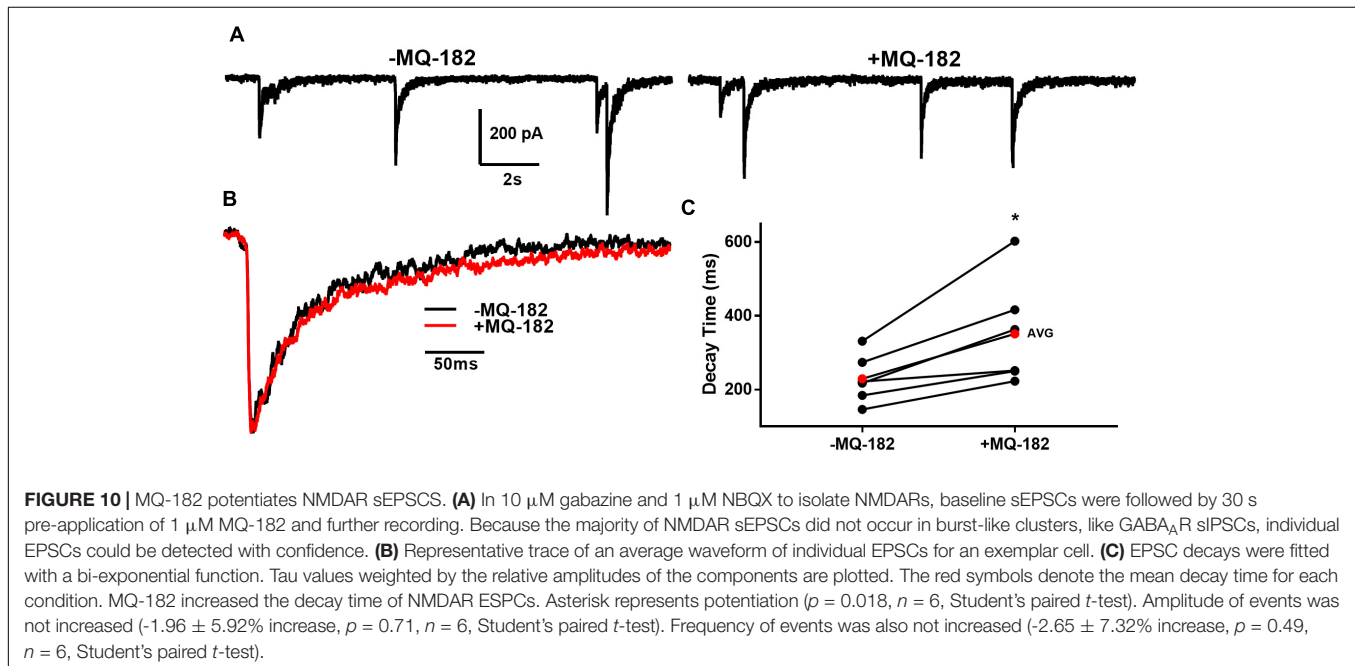 A
-MQ-182
+MQ-182
200 pA
2s
B
-MQ-182
+MQ-182
50ms
C
*
Decay Time (ms)
600
400
200
AVG
-MQ-182
+MQ-182
FIGURE 10 | MQ-182 potentiates NMDAR sEPSCS. (A) In 10 μM gabazine and 1 μM NBQX to isolate NMDARs, baseline sEPSCs were followed by 30 s
pre-application of 1 μM MQ-182 and further recording. Because the majority of NMDAR sEPSCs did not occur in burst-like clusters, like GABAAR sIPSCs, individual
EPSCs could be detected with confidence. (B) Representative trace of an average waveform of individual EPSCs for an exemplar cell. (C) EPSC decays were fitted
with a bi-exponential function. Tau values weighted by the relative amplitudes of the components are plotted. The red symbols denote the mean decay time for each
condition. MQ-182 increased the decay time of NMDAR ESPCs. Asterisk represents potentiation (p = 0.018, n = 6, Student's paired t-test). Amplitude of events was
not increased (-1.96 ± 5.92% increase, p = 0.71, n = 6, Student's paired t-test). Frequency of events was also not increased (-2.65 ± 7.32% increase, p = 0.49,
n = 6, Student's paired t-test).